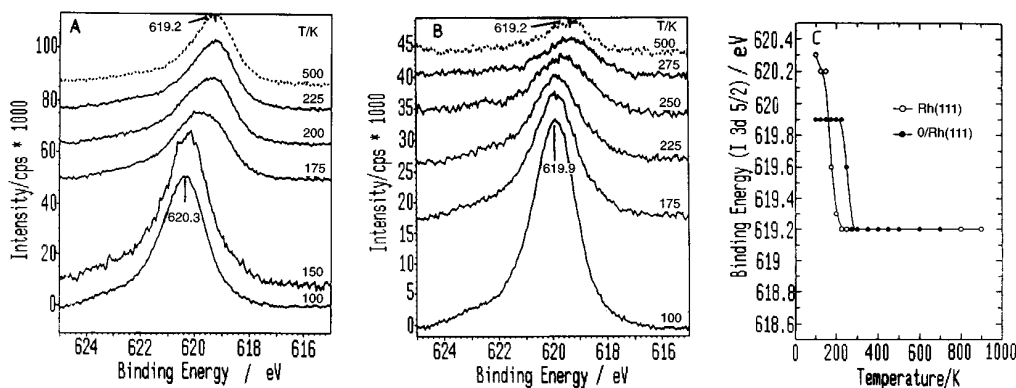 A
619.2
T/K
500
225
200
175
620.3
150
100
Intensity/cps * 1000
100
80
60
40
20
0
624 622 620 618 616
Binding Energy / eV
B
619.2
T/K
500
275
250
225
619.9
175
100
Intensity/cps * 1000
45
40
35
30
25
20
15
10
5
0
624 622 620 618 616
Binding Energy / eV
C
Rh(111)
O/Rh(111)
Binding Energy (I 3d 5/2) / eV
620.4
620.2
620
619.8
619.6
619.4
619.2
619
618.8
618.6
0 200 400 600 800 1000
Temperature/K